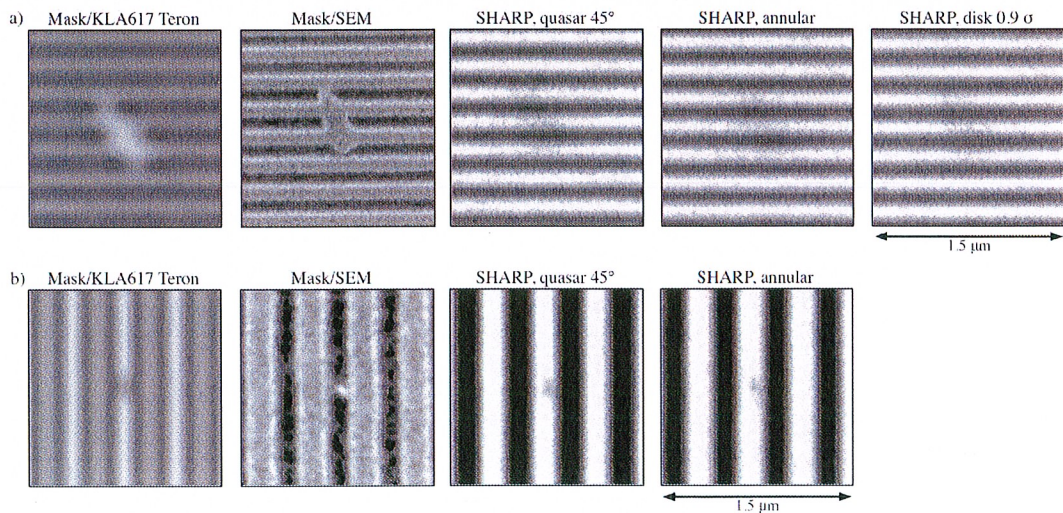 a) Mask/KLA617 Teron Mask/SEM SHARP, quasar 45° SHARP, annular SHARP, disk 0.9 σ
1.5 µm
b) Mask/KLA617 Teron Mask/SEM SHARP, quasar 45° SHARP, annular
1.5 µm